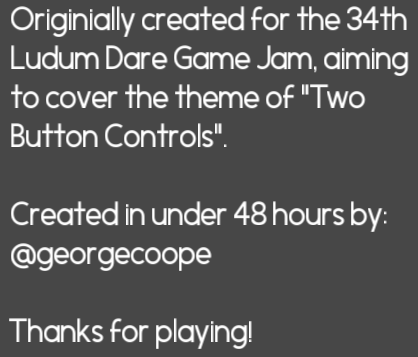 Originially created for the 34th
Ludum Dare Game Jam, aiming
to cover the theme of "Two
Button Controls".
Created in under 48 hours by:
@georgecoope
Thanks for playing!